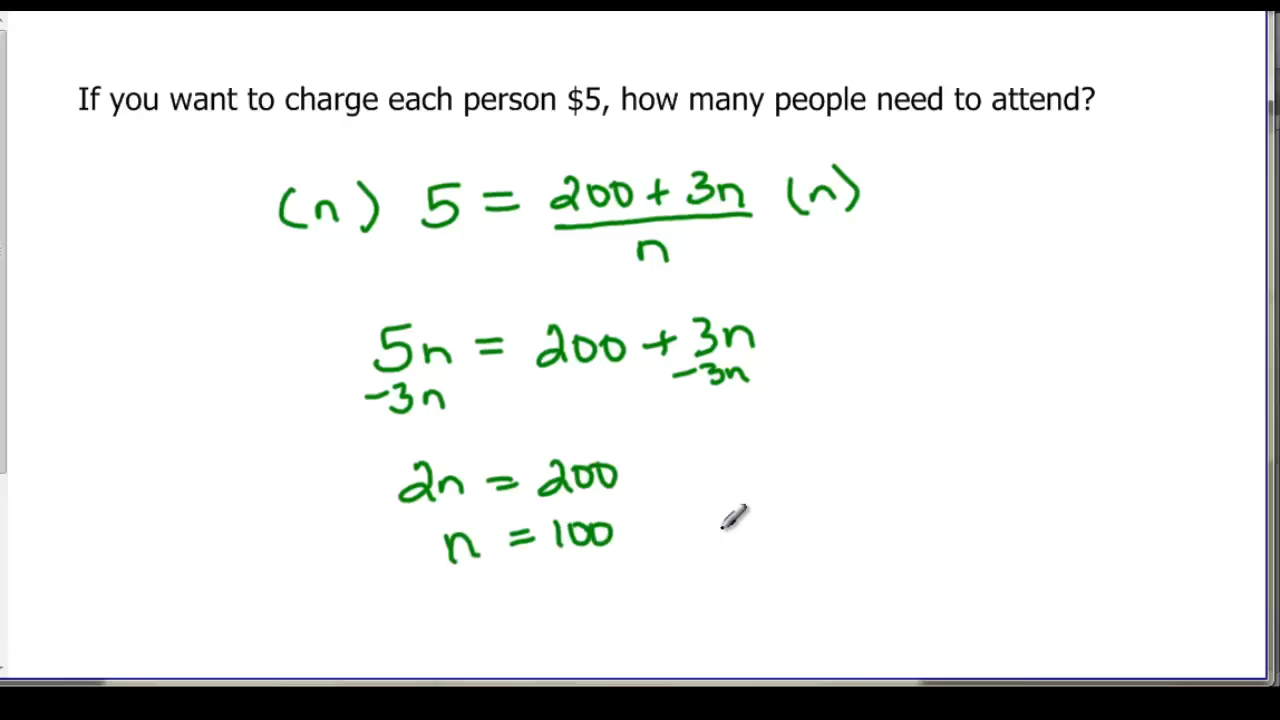 If you want to charge each person $5, how many people need to attend?
(n) 5 = 200 + 3n (n)
n
5n = 200 + 3n
-3n -3n
2n = 200
n = 100